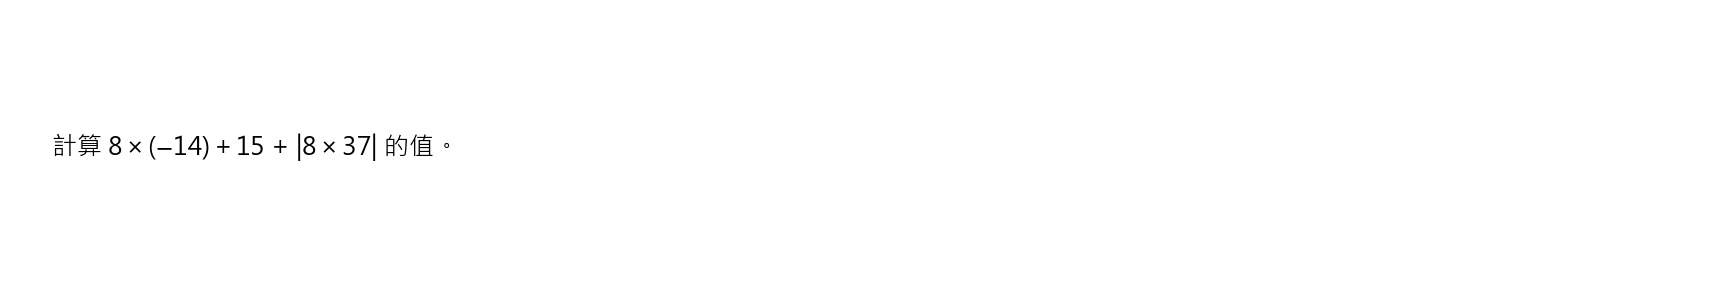 計算 8 × (–14) + 15 + |8 × 37| 的值。